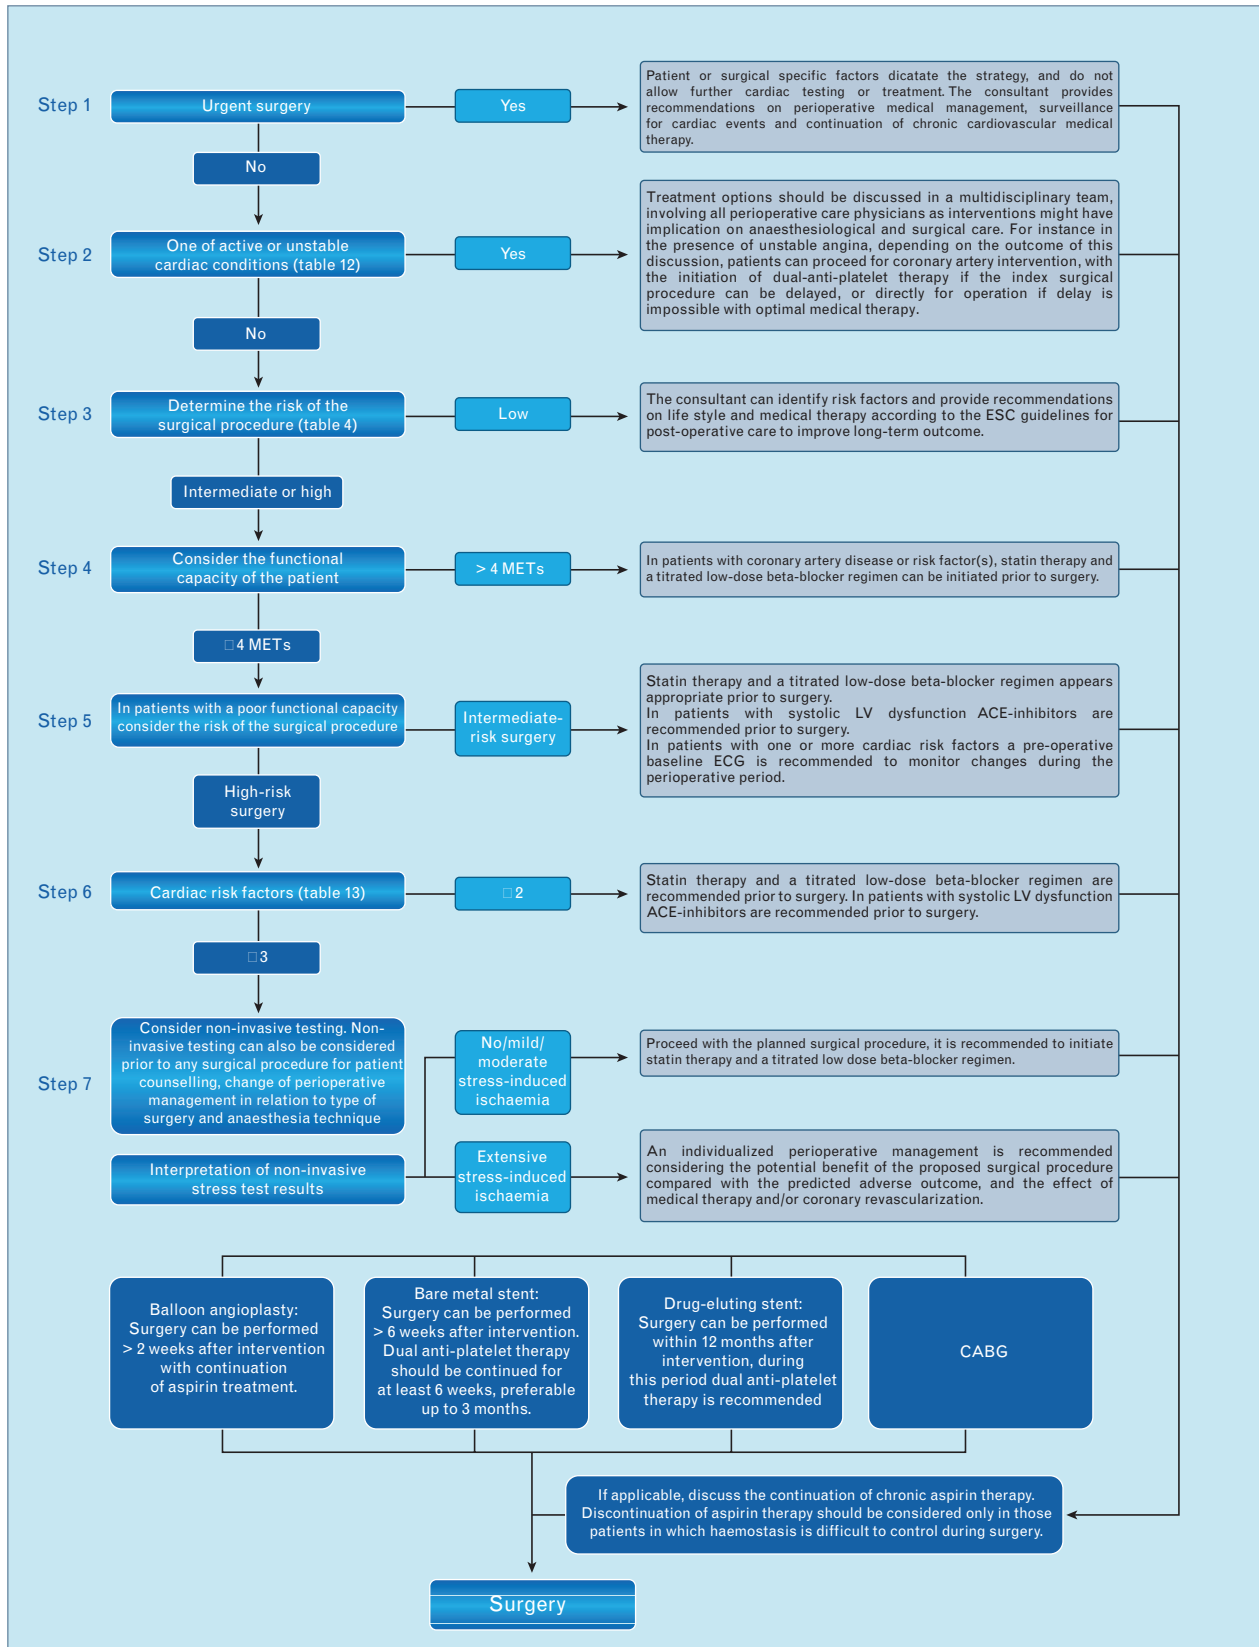 Step 1
Urgent surgery
Yes
Patient or surgical specific factors dicatate the strategy, and do not
allow further cardiac testing or treatment. The consultant provides
recommendations on perioperative medical management, surveillance
for cardiac events and continuation of chronic cardiovascular medical
therapy.
No
Step 2
One of active or unstable
cardiac conditions (table 12)
Yes
Treatment options should be discussed in a multidisciplinary team,
involving all perioperative care physicians as interventions might have
implication on anaesthesiological and surgical care. For instance in
the presence of unstable angina, depending on the outcome of this
discussion, patients can proceed for coronary artery intervention, with
the initiation of dual-anti-platelet therapy if the index surgical
procedure can be delayed, or directly for operation if delay is
impossible with optimal medical therapy.
No
Step 3
Determine the risk of the
surgical procedure (table 4)
Low
The consultant can identify risk factors and provide recommendations
on life style and medical therapy according to the ESC guidelines for
post-operative care to improve long-term outcome.
Intermediate or high
Step 4
Consider the functional
capacity of the patient
> 4 METs
In patients with coronary artery disease or risk factor(s), statin therapy and
a titrated low-dose beta-blocker regimen can be initiated prior to surgery.
□4 METs
Step 5
In patients with a poor functional capacity
consider the risk of the surgical procedure
Intermediate-
risk surgery
Statin therapy and a titrated low-dose beta-blocker regimen appears
appropriate prior to surgery.
In patients with systolic LV dysfunction ACE-inhibitors are
recommended prior to surgery.
In patients with one or more cardiac risk factors a pre-operative
baseline ECG is recommended to monitor changes during the
perioperative period.
High-risk
surgery
Step 6
Cardiac risk factors (table 13)
□2
Statin therapy and a titrated low-dose beta-blocker regimen are
recommended prior to surgery. In patients with systolic LV dysfunction
ACE-inhibitors are recommended prior to surgery.
□3
Step 7
Consider non-invasive testing. Non-
invasive testing can also be considered
prior to any surgical procedure for patient
counselling, change of perioperative
management in relation to type of
surgery and anaesthesia technique
No/mild/
moderate
stress-induced
ischaemia
Proceed with the planned surgical procedure, it is recommended to initiate
statin therapy and a titrated low dose beta-blocker regimen.
Interpretation of non-invasive
stress test results
Extensive
stress-induced
ischaemia
An individualized perioperative management is recommended
considering the potential benefit of the proposed surgical procedure
compared with the predicted adverse outcome, and the effect of
medical therapy and/or coronary revascularization.
Balloon angioplasty:
Surgery can be performed
> 2 weeks after intervention
with continuation
of aspirin treatment.
Bare metal stent:
Surgery can be performed
> 6 weeks after intervention.
Dual anti-platelet therapy
should be continued for
at least 6 weeks, preferable
up to 3 months.
Drug-eluting stent:
Surgery can be performed
within 12 months after
intervention, during
this period dual anti-platelet
therapy is recommended
CABG
If applicable, discuss the continuation of chronic aspirin therapy.
Discontinuation of aspirin therapy should be considered only in those
patients in which haemostasis is difficult to control during surgery.
Surgery